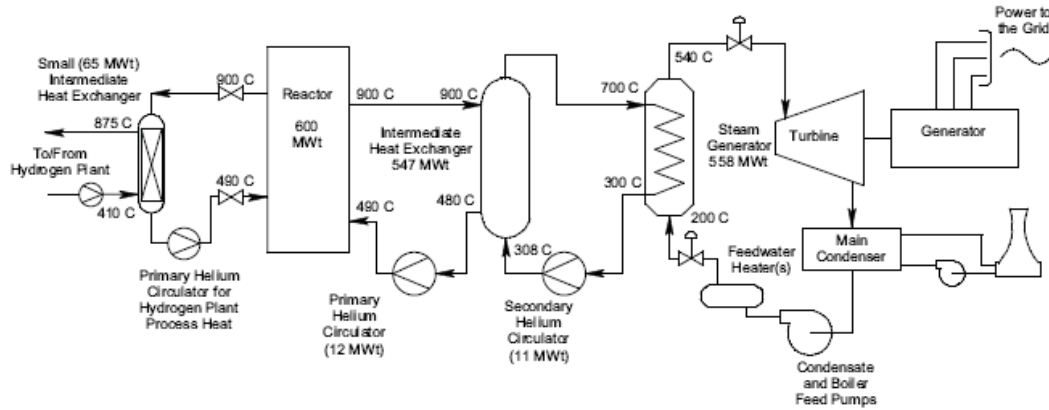 Small (65 MWt)
Intermediate
Heat Exchanger
900 C
875 C
To/From
Hydrogen Plant
410 C
490 C
Primary Helium
Circulator for
Hydrogen Plant
Process Heat
Reactor
600
MWt
900 C
900 C
Intermediate
Heat Exchanger
547 MWt
490 C
480 C
Primary
Helium
Circulator
(12 MWt)
308 C
Secondary
Helium
Circulator
(11 MWt)
700 C
300 C
540 C
Steam
Generator
558 MWt
200 C
Feedwater
Heater(s)
Turbine
Generator
Power to
the Grid
Main
Condenser
Condensate
and Boiler
Feed Pumps